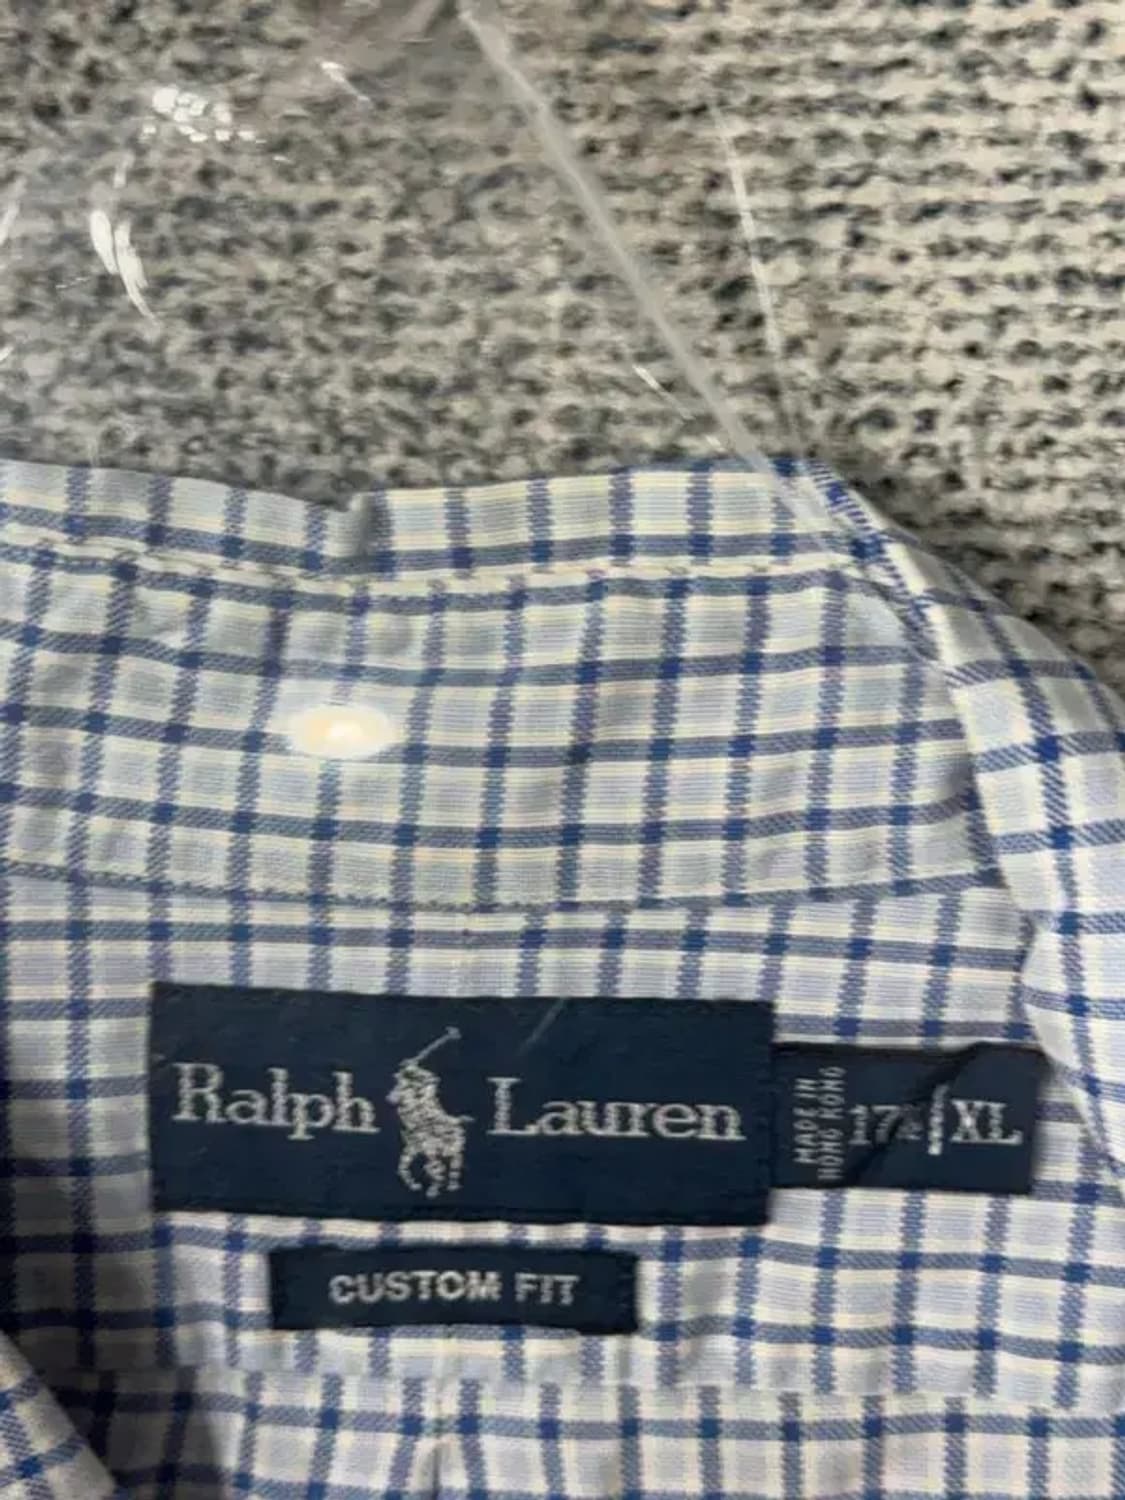 Ralph Lauren
MADE IN
HONG KONG
17½
XL
CUSTOM FIT